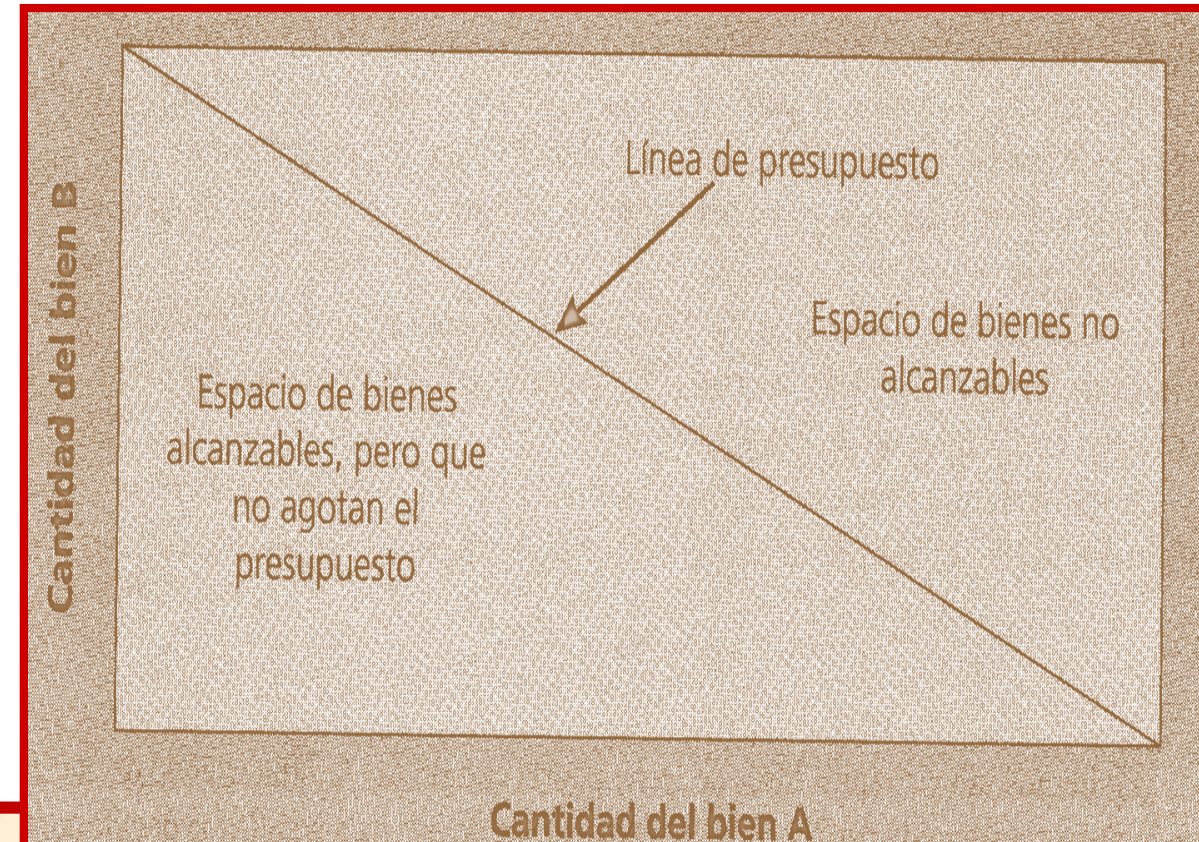 Línea de presupuesto
Espacio de bienes no
alcanzables
Espacio de bienes
alcanzables, pero que
no agotan el
presupuesto
Cantidad del bien B
Cantidad del bien A